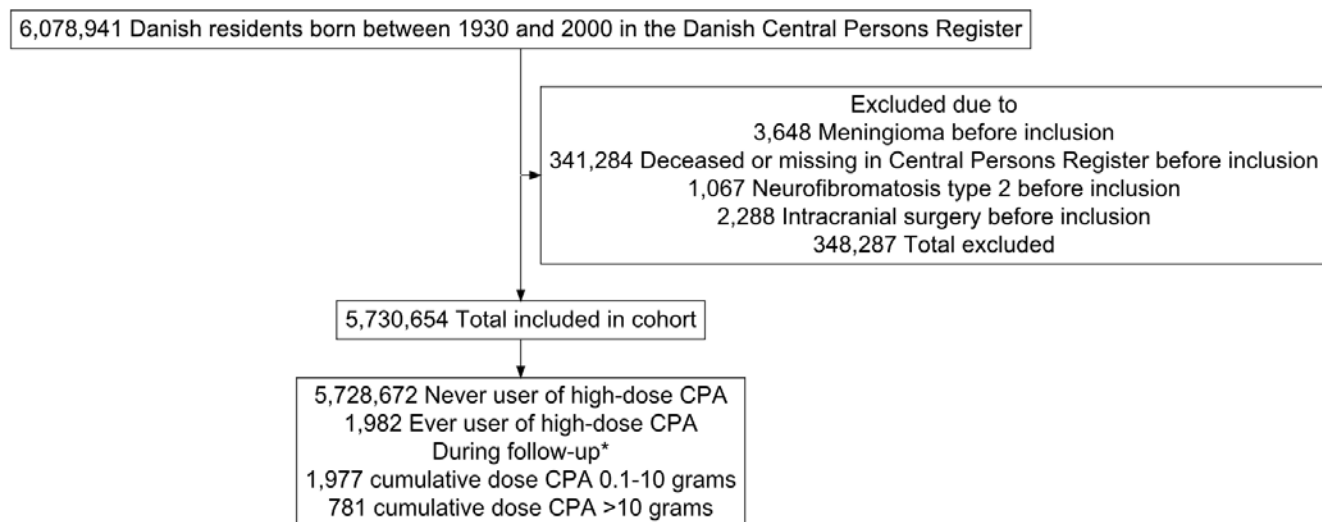 6,078,941 Danish residents born between 1930 and 2000 in the Danish Central Persons Register
Excluded due to
3,648 Meningioma before inclusion
341,284 Deceased or missing in Central Persons Register before inclusion
1,067 Neurofibromatosis type 2 before inclusion
2,288 Intracranial surgery before inclusion
348,287 Total excluded
5,730,654 Total included in cohort
5,728,672 Never user of high-dose CPA
1,982 Ever user of high-dose CPA
During follow-up*
1,977 cumulative dose CPA 0.1-10 grams
781 cumulative dose CPA >10 grams